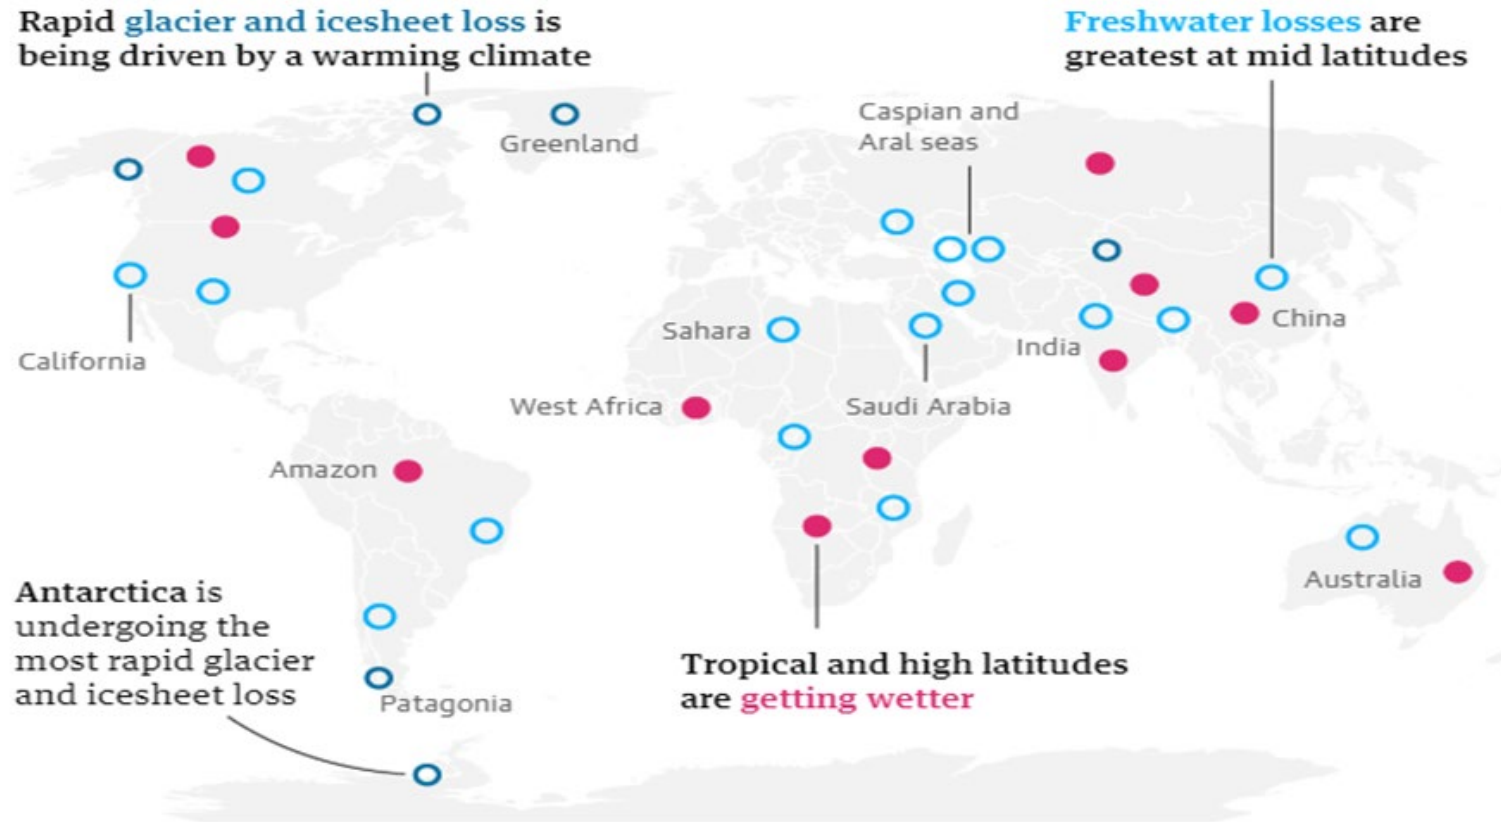 Rapid glacier and icesheet loss is
being driven by a warming climate
Freshwater losses are
greatest at mid latitudes
Greenland
Caspian and
Aral seas
California
Sahara
India
China
West Africa
Saudi Arabia
Amazon
Australia
Antarctica is
undergoing the
most rapid glacier
and icesheet loss
Patagonia
Tropical and high latitudes
are getting wetter